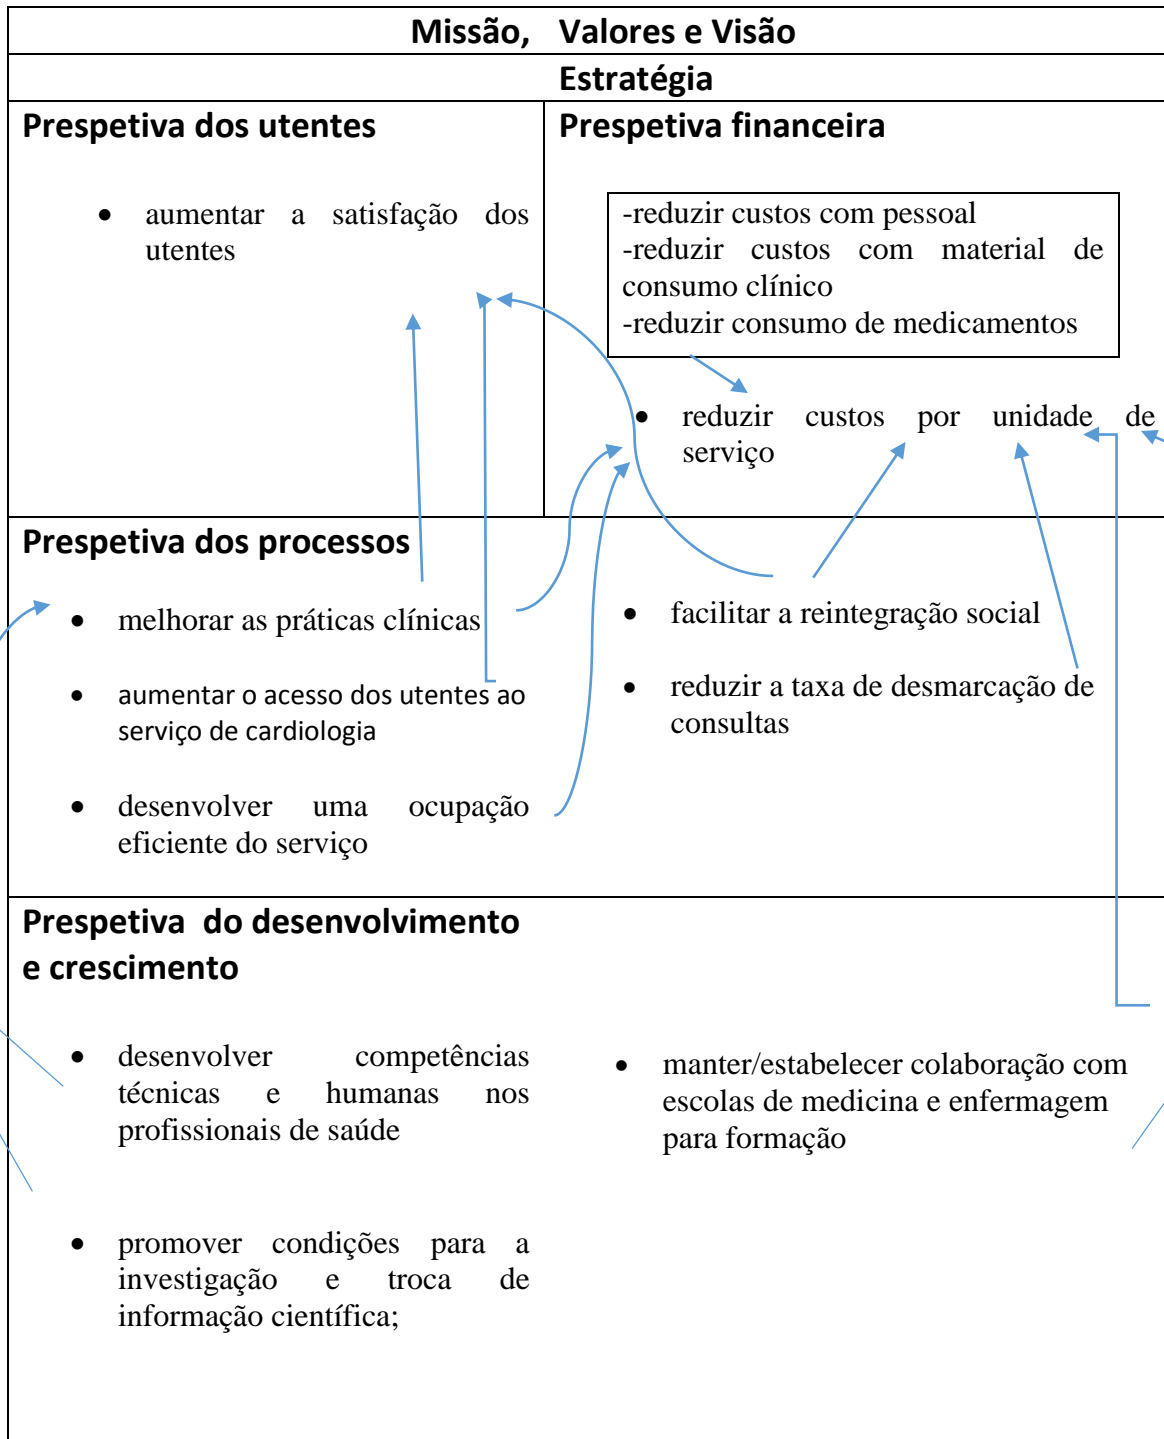 Missão, Valores e Visão
Estratégia
Prespetiva dos utentes
• aumentar a satisfação dos
utentes
Prespetiva financeira
-reduzir custos com pessoal
-reduzir custos com material de
consumo clínico
-reduzir consumo de medicamentos
• reduzir custos por unidade de
serviço
Prespetiva dos processos
• melhorar as práticas clínicas
• aumentar o acesso dos utentes ao
serviço de cardiologia
• desenvolver uma ocupação
eficiente do serviço
• facilitar a reintegração social
• reduzir a taxa de desmarcação de
consultas
Prespetiva do desenvolvimento
e crescimento
• desenvolver competências
técnicas e humanas nos
profissionais de saúde
• promover condições para a
investigação e troca de
informação científica;
• manter/estabelecer colaboração com
escolas de medicina e enfermagem
para formação